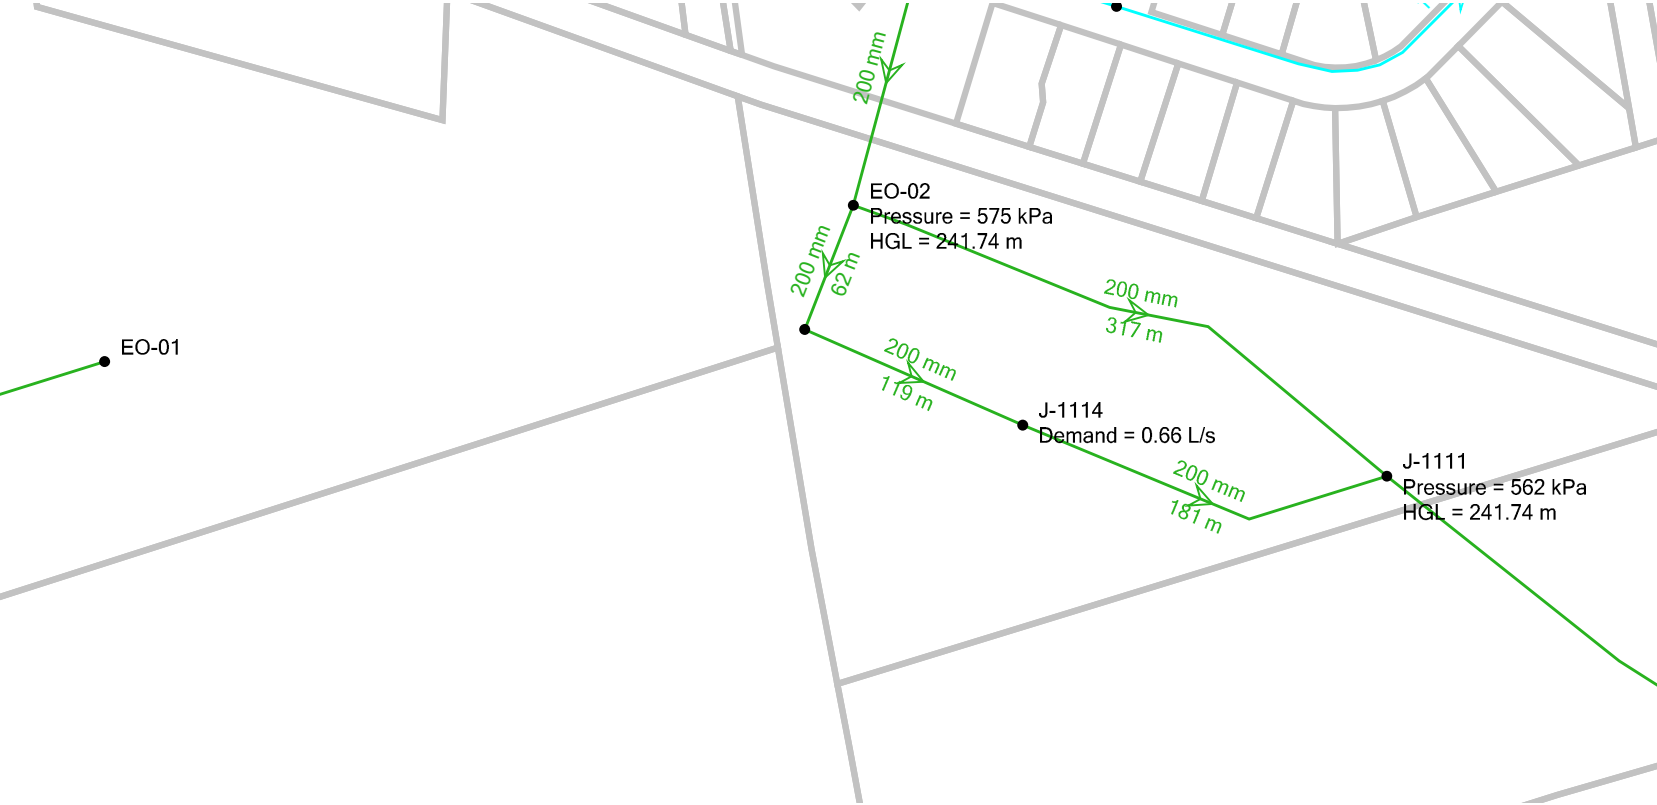 200 mm
EO-02
Pressure = 575 kPa
HGL = 241.74 m
200 mm
62 m
200 mm
317 m
EO-01
200 mm
119 m
J-1114
Demand = 0.66 L/s
200 mm
181 m
J-1111
Pressure = 562 kPa
HGL = 241.74 m